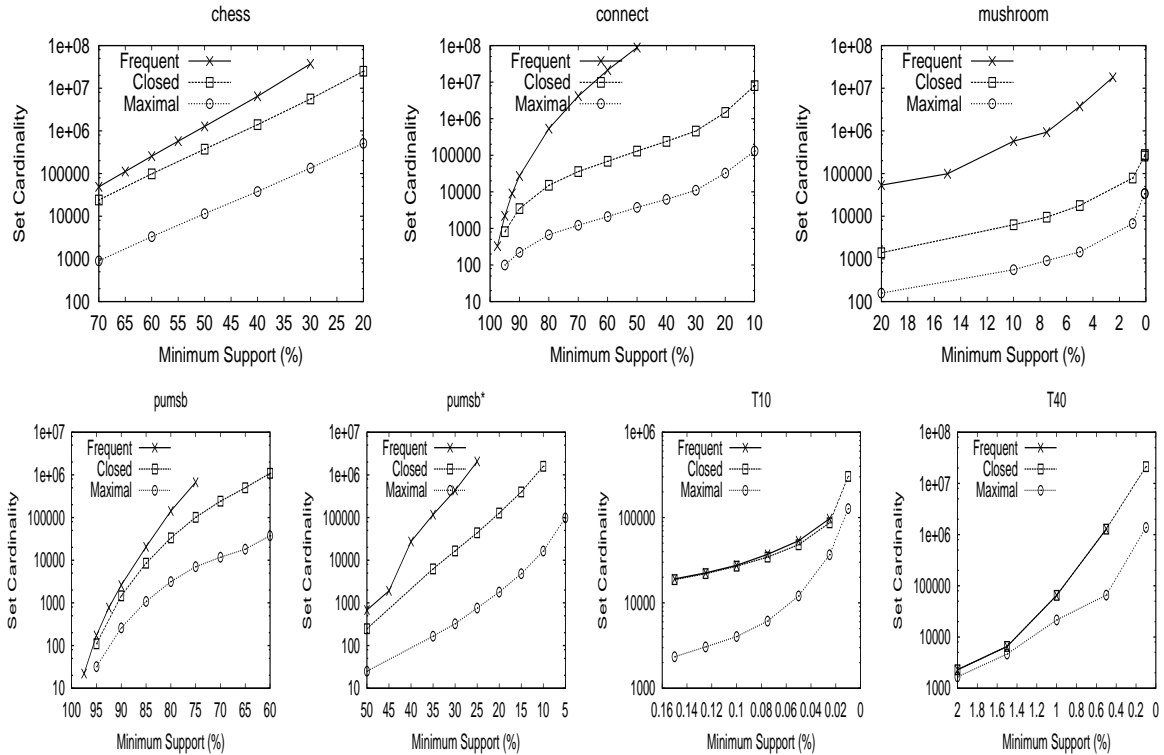 chess
1e+08
1e+07
1e+06
100000
10000
1000
100
Set Cardinality
Frequent
Closed
Maximal
70 65 60 55 50 45 40 35 30 25 20
Minimum Support (%)
connect
1e+08
1e+07
1e+06
100000
10000
1000
100
10
Set Cardinality
Frequent
Closed
Maximal
100 90 80 70 60 50 40 30 20 10
Minimum Support (%)
mushroom
1e+08
1e+07
1e+06
100000
10000
1000
100
Set Cardinality
Frequent
Closed
Maximal
20 18 16 14 12 10 8 6 4 2 0
Minimum Support (%)
pumsb
1e+07
1e+06
100000
10000
1000
100
10
Set Cardinality
Frequent
Closed
Maximal
100 95 90 85 80 75 70 65 60
Minimum Support (%)
pumsb*
1e+07
1e+06
100000
10000
1000
100
10
Set Cardinality
Frequent
Closed
Maximal
50 45 40 35 30 25 20 15 10 5
Minimum Support (%)
T10
1e+06
100000
10000
1000
Set Cardinality
Frequent
Closed
Maximal
0.16 0.14 0.12 0.1 0.08 0.06 0.04 0.02 0
Minimum Support (%)
T40
1e+08
1e+07
1e+06
100000
10000
1000
Set Cardinality
Frequent
Closed
Maximal
2 1.8 1.6 1.4 1.2 1 0.8 0.6 0.4 0.2 0
Minimum Support (%)